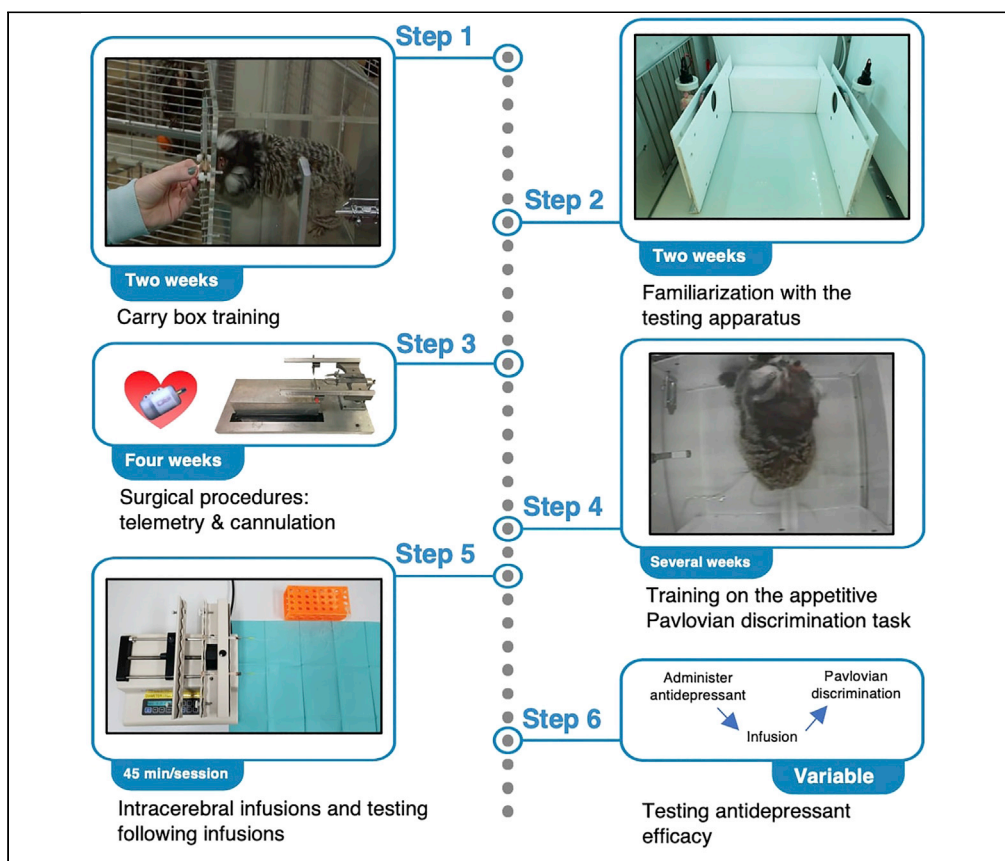 Step 1
Two weeks
Carry box training
Step 2
Two weeks
Familiarization with the
testing apparatus
Step 3
Four weeks
Surgical procedures:
telemetry & cannulation
Step 4
Several weeks
Training on the appetitive
Pavlovian discrimination task
Step 5
45 min/session
Intracerebral infusions and testing
following infusions
Step 6
Administer
antidepressant
Infusion
Pavlovian
discrimination
Variable
Testing antidepressant
efficacy